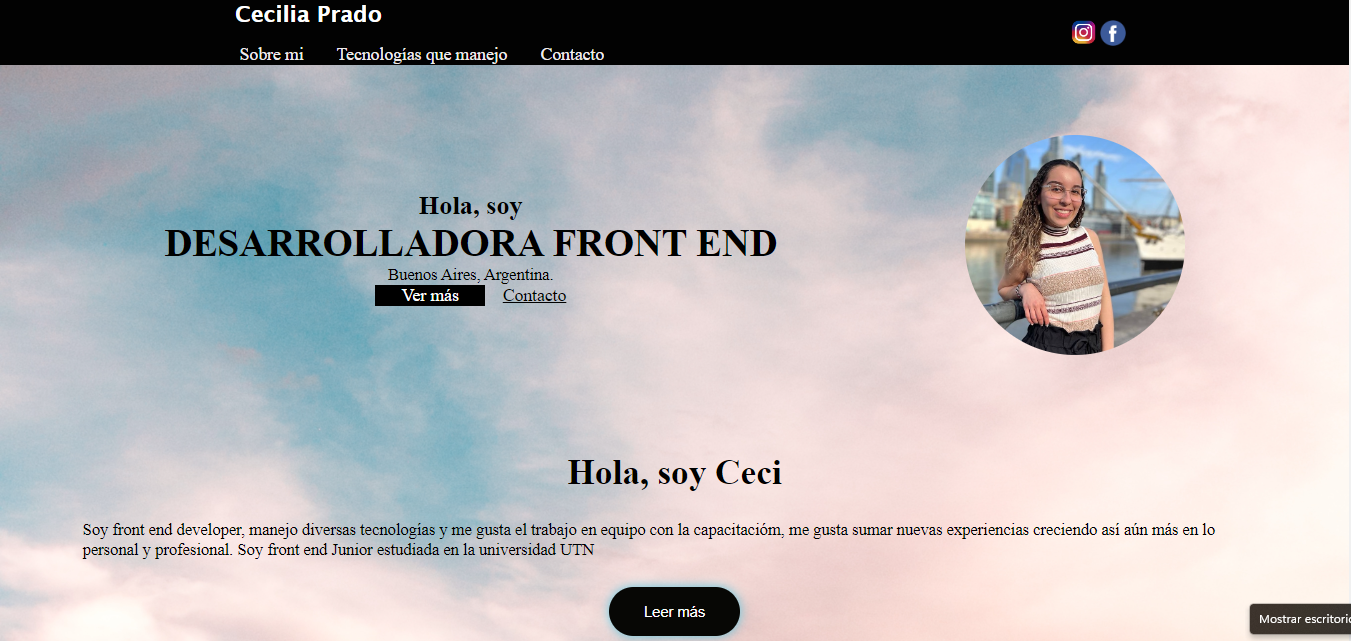 Cecilia Prado
Sobre mi Tecnologías que manejo Contacto
Hola, soy
DESARROLLADORA FRONT END
Buenos Aires, Argentina.
Ver más Contacto
Hola, soy Ceci
Soy front end developer, manejo diversas tecnologías y me gusta el trabajo en equipo con la capacitacióm, me gusta sumar nuevas experiencias creciendo así aún más en lo
personal y profesional. Soy front end Junior estudiada en la universidad UTN
Leer más
Mostrar escritorio